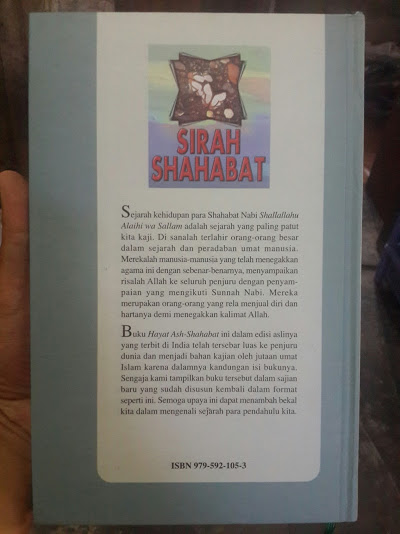 SIRAH
SHAHABAT
Sejarah kehidupan para Shahabat Nabi Shallallahu
Alaihi wa Sallam adalah sejarah yang paling patut
kita kaji. Di sanalah terlahir orang-orang besar
dalam sejarah dan peradaban umat manusia.
Merekalah manusia-manusia yang telah menegakkan
agama ini dengan sebenar-benarnya, menyampaikan
risalah Allah ke seluruh penjuru dengan penyam-
paian yang mengikuti Sunnah Nabi. Mereka
merupakan orang-orang yang rela menjual diri dan
hartanya demi menegakkan kalimat Allah.
Buku Hayat Ash-Shahabat ini dalam edisi aslinya
yang terbit di India telah tersebar luas ke penjuru
dunia dan menjadi bahan kajian oleh jutaan umat
Islam karena dalamnya kandungan isi bukunya.
Sengaja kami tampilkan buku tersebut dalam sajian
baru yang sudah disusun kembali dalam format
seperti ini. Semoga upaya ini dapat menambah bekal
kita dalam mengenali sejarah para pendahulu kita.
ISBN 979-592-105-3